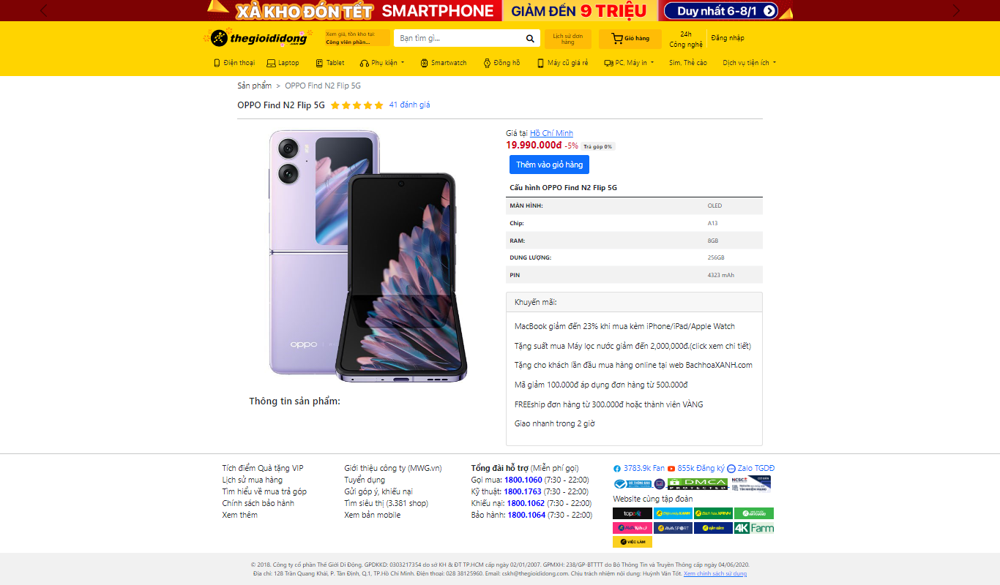 XẢ KHO ĐÓN TẾT SMARTPHONE GIẢM ĐẾN 9 TRIỆU Duy nhất 6-8/1
thegioididong.com
Xem giá, tồn kho tại:
Công viên phần...
Bạn tìm gì...
Lịch sử đơn
hàng
Giỏ hàng
24h
Công nghệ
Đăng nhập
Điện thoại Laptop Tablet Phụ kiện Smartwatch Đồng hồ Máy cũ giá rẻ PC, Máy in Sim, Thẻ cào Dịch vụ tiện ích
Sản phẩm > OPPO Find N2 Flip 5G
OPPO Find N2 Flip 5G 41 đánh giá
oppo
Thông tin sản phẩm:
Giá tại Hồ Chí Minh
19.990.000đ -5% Trả góp 0%
Thêm vào giỏ hàng
Cấu hình OPPO Find N2 Flip 5G
MÀN HÌNH: OLED
Chip: A13
RAM: 8GB
DUNG LƯỢNG: 256GB
PIN 4323 mAh
Khuyến mãi:
MacBook giảm đến 23% khi mua kèm iPhone/iPad/Apple Watch
Tặng suất mua Máy lọc nước giảm đến 2,000,000đ.(click xem chi tiết)
Tặng cho khách lần đầu mua hàng online tại web BachhoaXANH.com
Mã giảm 100.000đ áp dụng đơn hàng từ 500.000đ
FREEship đơn hàng từ 300.000đ hoặc thành viên VÀNG
Giao nhanh trong 2 giờ
Tích điểm Quà tặng VIP
Lịch sử mua hàng
Tìm hiểu về mua trả góp
Chính sách bảo hành
Xem thêm
Giới thiệu công ty (MWG.vn)
Tuyển dụng
Gửi góp ý, khiếu nại
Tìm siêu thị (3.381 shop)
Xem bản mobile
Tổng đài hỗ trợ (Miễn phí gọi)
Gọi mua: 1800.1060 (7:30 - 22:00)
Kỹ thuật: 1800.1763 (7:30 - 22:00)
Khiếu nại: 1800.1062 (7:30 - 22:00)
Bảo hành: 1800.1064 (7:30 - 22:00)
3783.9k Fan 855k Đăng ký Zalo TGDĐ
DMCA PROTECTED NCSC TÍN NHIỆM MẠNG
Website cùng tập đoàn
topzone Điện máy XANH Bách hóa XANH
AVAKids AVASPORT 4K Farm
VIỆC LÀM
© 2018. Công ty cổ phần Thế Giới Di Động. GPDKKD: 0303217354 do sở KH & ĐT TP.HCM cấp ngày 02/01/2007. GPMXH: 238/GP-BTTTT do Bộ Thông Tin và Truyền Thông cấp ngày 04/06/2020.
Địa chỉ: 128 Trần Quang Khải, P. Tân Định, Q.1, TP.Hồ Chí Minh. Điện thoại: 028 38125960. Email: cskh@thegioididong.com. Chịu trách nhiệm nội dung: Huỳnh Văn Tốt. Xem chính sách sử dụng